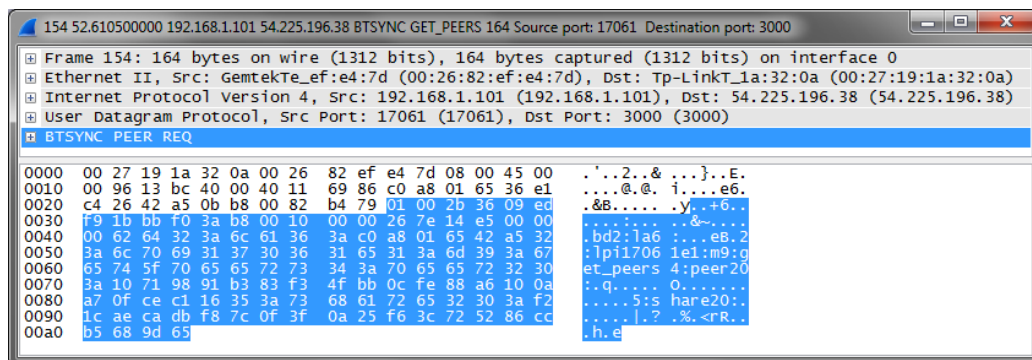 154 52.610500000 192.168.1.101 54.225.196.38 BTSYNC GET_PEERS 164 Source port: 17061 Destination port: 3000
Frame 154: 164 bytes on wire (1312 bits), 164 bytes captured (1312 bits) on interface 0
Ethernet II, Src: GemtekTe_ef:e4:7d (00:26:82:ef:e4:7d), Dst: Tp-LinkT_1a:32:0a (00:27:19:1a:32:0a)
Internet Protocol Version 4, Src: 192.168.1.101 (192.168.1.101), Dst: 54.225.196.38 (54.225.196.38)
User Datagram Protocol, Src Port: 17061 (17061), Dst Port: 3000 (3000)
BTSYNC PEER REQ
0000 00 27 19 1a 32 0a 00 26 82 ef e4 7d 08 00 45 00 .'..2..& ...}..E.
0010 00 96 13 bc 40 00 40 11 69 86 c0 a8 01 65 36 e1 ....@.@. i....e6.
0020 c4 26 42 a5 0b b8 00 82 b4 79 01 00 2b 36 09 ed .&B..... .y..+6..
0030 f9 1b bb f0 3a b8 00 10 00 00 26 7e 14 e5 00 00 ....:... ..&~....
0040 00 62 64 32 3a 6c 61 36 3a c0 a8 01 65 42 a5 32 .bd2:la6 :...eB.2
0050 3a 6c 70 69 31 37 30 36 31 65 31 3a 6d 39 3a 67 :lpi1706 1e1:m9:g
0060 65 74 5f 70 65 65 72 73 34 3a 70 65 65 72 32 30 et_peers 4:peer20
0070 3a 10 71 98 91 b3 83 f3 4f bb 0c fe 88 a6 10 0a :.q..... O.......
0080 a7 0f ce c1 16 35 3a 73 68 61 72 65 32 30 3a f2 .....5:s hare20:.
0090 1c ae ca db f8 7c 0f 3f 0a 25 f6 3c 72 52 86 cc .....|.? .%.<rR..
00a0 b5 68 9d 65 .h.e